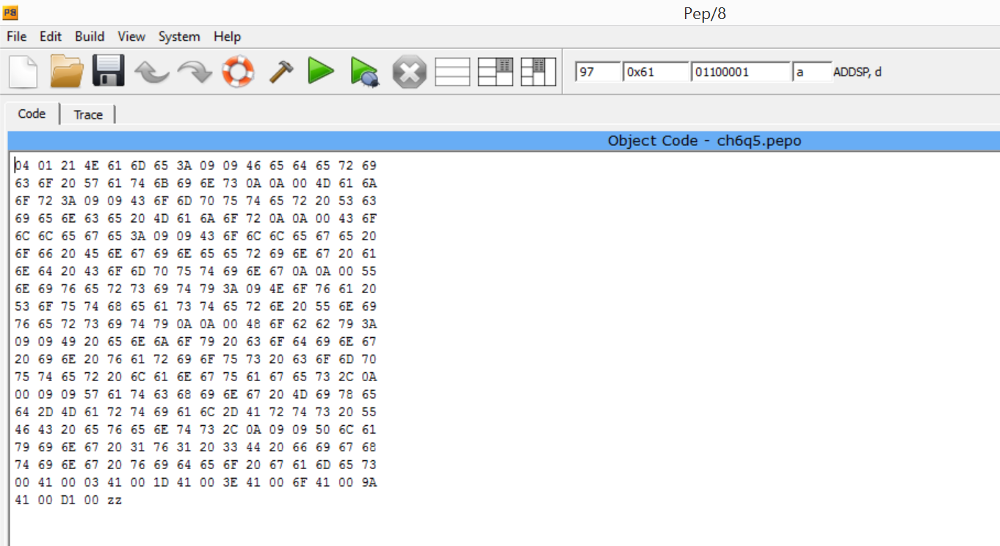 P8
Pep/8
File Edit Build View System Help
97 0x61 01100001 a ADDSP, d
Code Trace
Object Code - ch6q5.pepo
04 01 21 4E 61 6D 65 3A 09 09 46 65 64 65 72 69
63 6F 20 57 61 74 6B 69 6E 73 0A 0A 00 4D 61 6A
6F 72 3A 09 09 43 6F 6D 70 75 74 65 72 20 53 63
69 65 6E 63 65 20 4D 61 6A 6F 72 0A 0A 00 43 6F
6C 6C 65 67 65 3A 09 09 43 6F 6C 6C 65 67 65 20
6F 66 20 45 6E 67 69 6E 65 65 72 69 6E 67 20 61
6E 64 20 43 6F 6D 70 75 74 69 6E 67 0A 0A 00 55
6E 69 76 65 72 73 69 74 79 3A 09 4E 6F 76 61 20
53 6F 75 74 68 65 61 73 74 65 72 6E 20 55 6E 69
76 65 72 73 69 74 79 0A 0A 00 48 6F 62 62 79 3A
09 09 49 20 65 6E 6A 6F 79 20 63 6F 64 69 6E 67
20 69 6E 20 76 61 72 69 6F 75 73 20 63 6F 6D 70
75 74 65 72 20 6C 61 6E 67 75 61 67 65 73 2C 0A
00 09 09 57 61 74 63 68 69 6E 67 20 4D 69 78 65
64 2D 4D 61 72 74 69 61 6C 2D 41 72 74 73 20 55
46 43 20 65 76 65 6E 74 73 2C 0A 09 09 50 6C 61
79 69 6E 67 20 31 76 31 20 33 44 20 66 69 67 68
74 69 6E 67 20 76 69 64 65 6F 20 67 61 6D 65 73
00 41 00 03 41 00 1D 41 00 3E 41 00 6F 41 00 9A
41 00 D1 00 zz